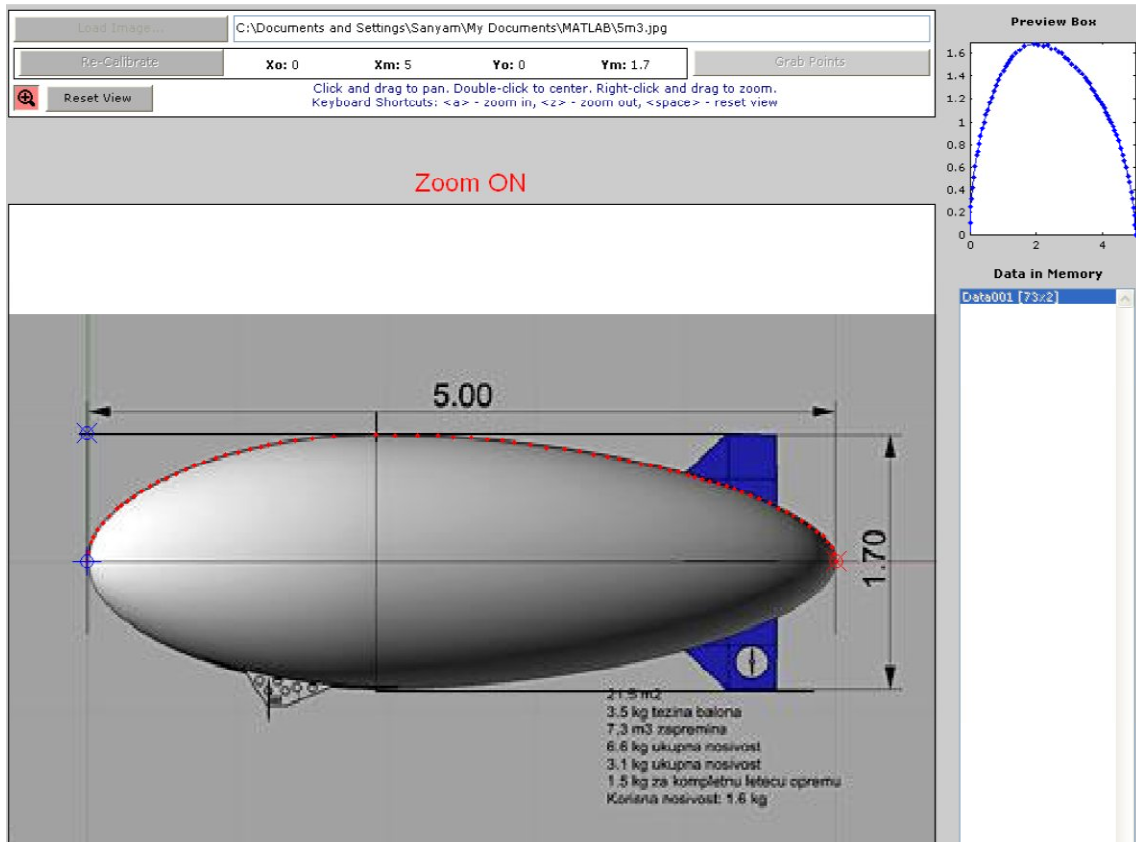 Load Image...
C:\Documents and Settings\Sanyam\My Documents\MATLAB\5m3.jpg
Re-Calibrate Xo: 0 Xm: 5 Yo: 0 Ym: 1.7 Grab Points
Reset View
Click and drag to pan. Double-click to center. Right-click and drag to zoom.
Keyboard Shortcuts: <a> - zoom in, <z> - zoom out, <space> - reset view
Zoom ON
Preview Box
1.6
1.4
1.2
1
0.8
0.6
0.4
0.2
0
0 2 4
Data in Memory
Data001 [73x2]
5.00
1.70
21.5 m2
3.5 kg tezina balona
7,3 m3 zapremina
6.6 kg ukupna nosivost
3.1 kg ukupna nosivost
1.5 kg za kompletnu letecu opremu
Korisna nosivost: 1.6 kg